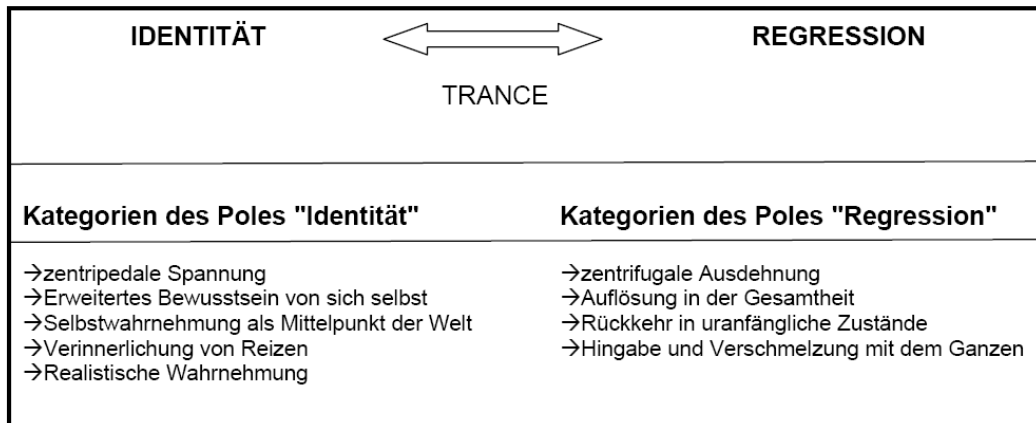 IDENTITÄT REGRESSION
TRANCE
Kategorien des Poles "Identität"
→zentripedale Spannung
→Erweitertes Bewusstsein von sich selbst
→Selbstwahrnehmung als Mittelpunkt der Welt
→Verinnerlichung von Reizen
→Realistische Wahrnehmung
Kategorien des Poles "Regression"
→zentrifugale Ausdehnung
→Auflösung in der Gesamtheit
→Rückkehr in uranfängliche Zustände
→Hingabe und Verschmelzung mit dem Ganzen